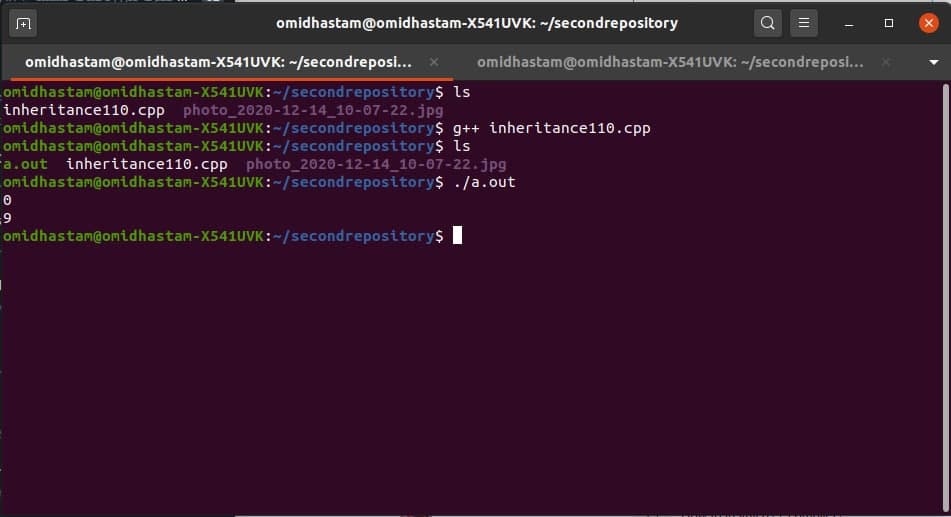 omidhastam@omidhastam-X541UVK: ~/secondrepository
omidhastam@omidhastam-X541UVK: ~/secondreposi...
omidhastam@omidhastam-X541UVK: ~/secondreposi...
omidhastam@omidhastam-X541UVK:~/secondrepository$ ls
inheritance110.cpp  photo_2020-12-14_10-07-22.jpg
omidhastam@omidhastam-X541UVK:~/secondrepository$ g++ inheritance110.cpp
omidhastam@omidhastam-X541UVK:~/secondrepository$ ls
a.out  inheritance110.cpp  photo_2020-12-14_10-07-22.jpg
omidhastam@omidhastam-X541UVK:~/secondrepository$ ./a.out
0
9
omidhastam@omidhastam-X541UVK:~/secondrepository$